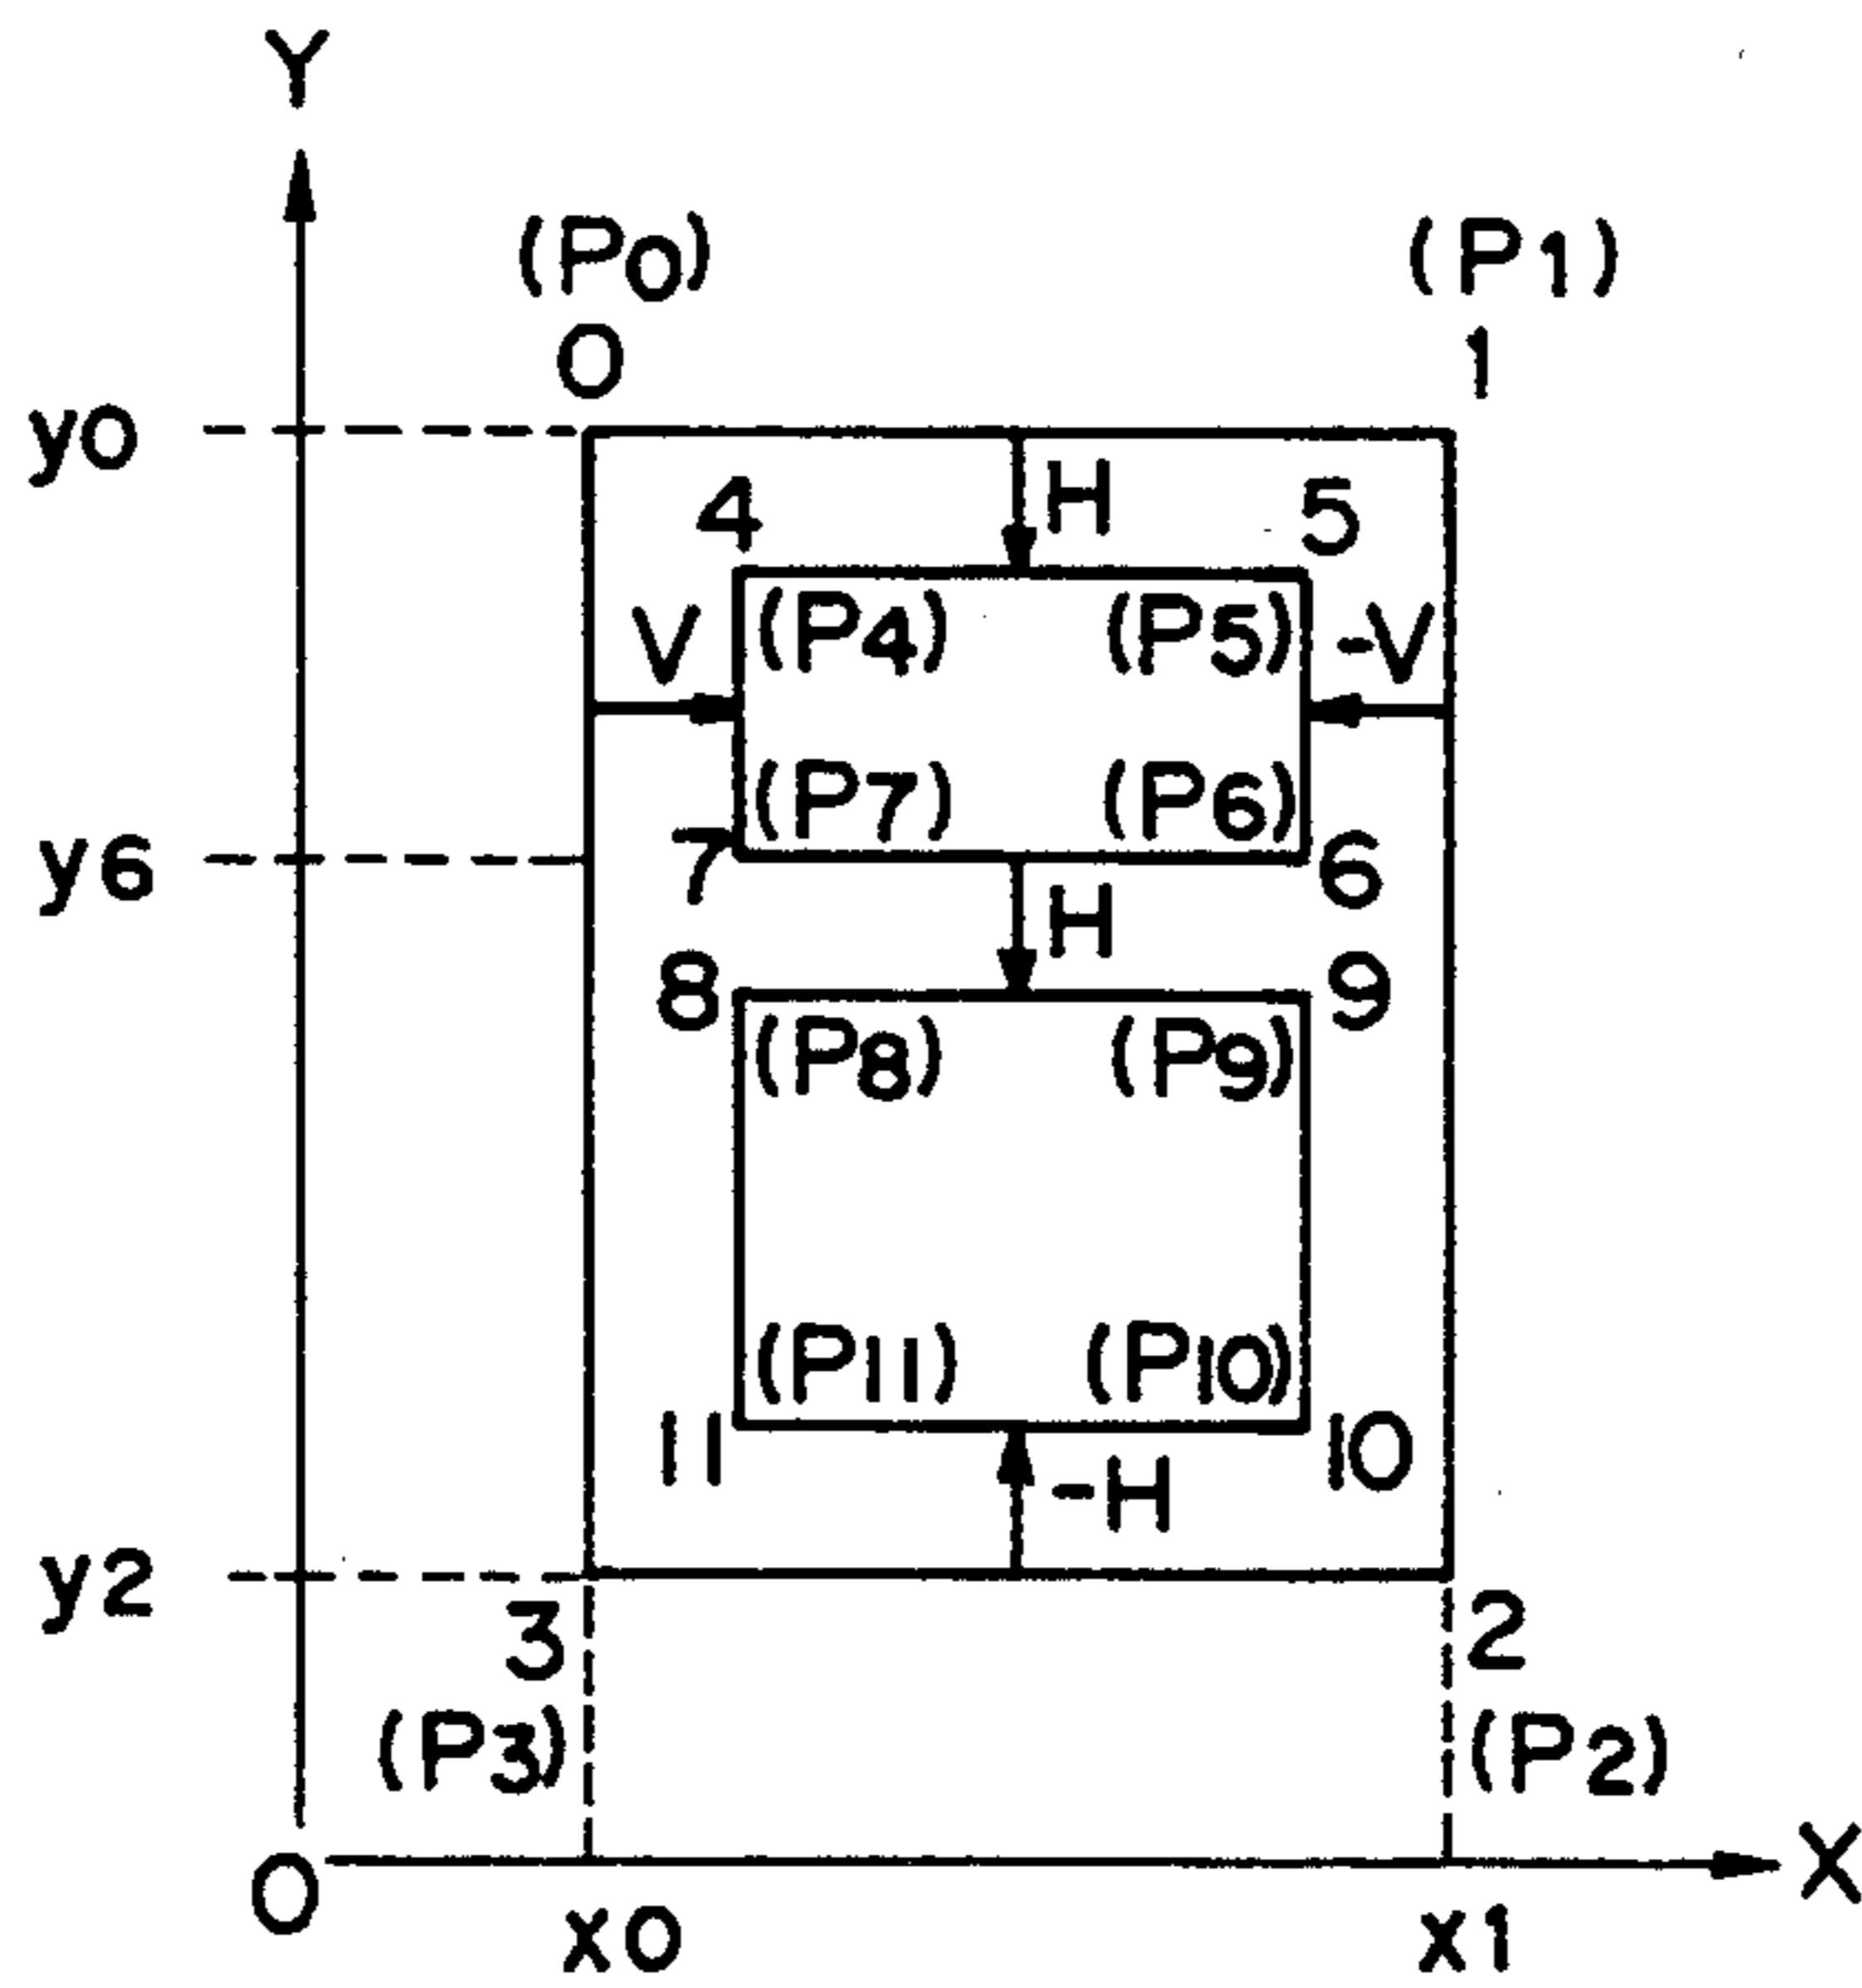 Y
(P0) (P1)
0 1
y0
H
4 5
V (P4) (P5) -V
(P7) (P6)
y6 7 6
H
8 9
(P8) (P9)
(P11) (P10)
11 10
-H
y2
3 2
(P3) (P2)
X
O
x0 x1